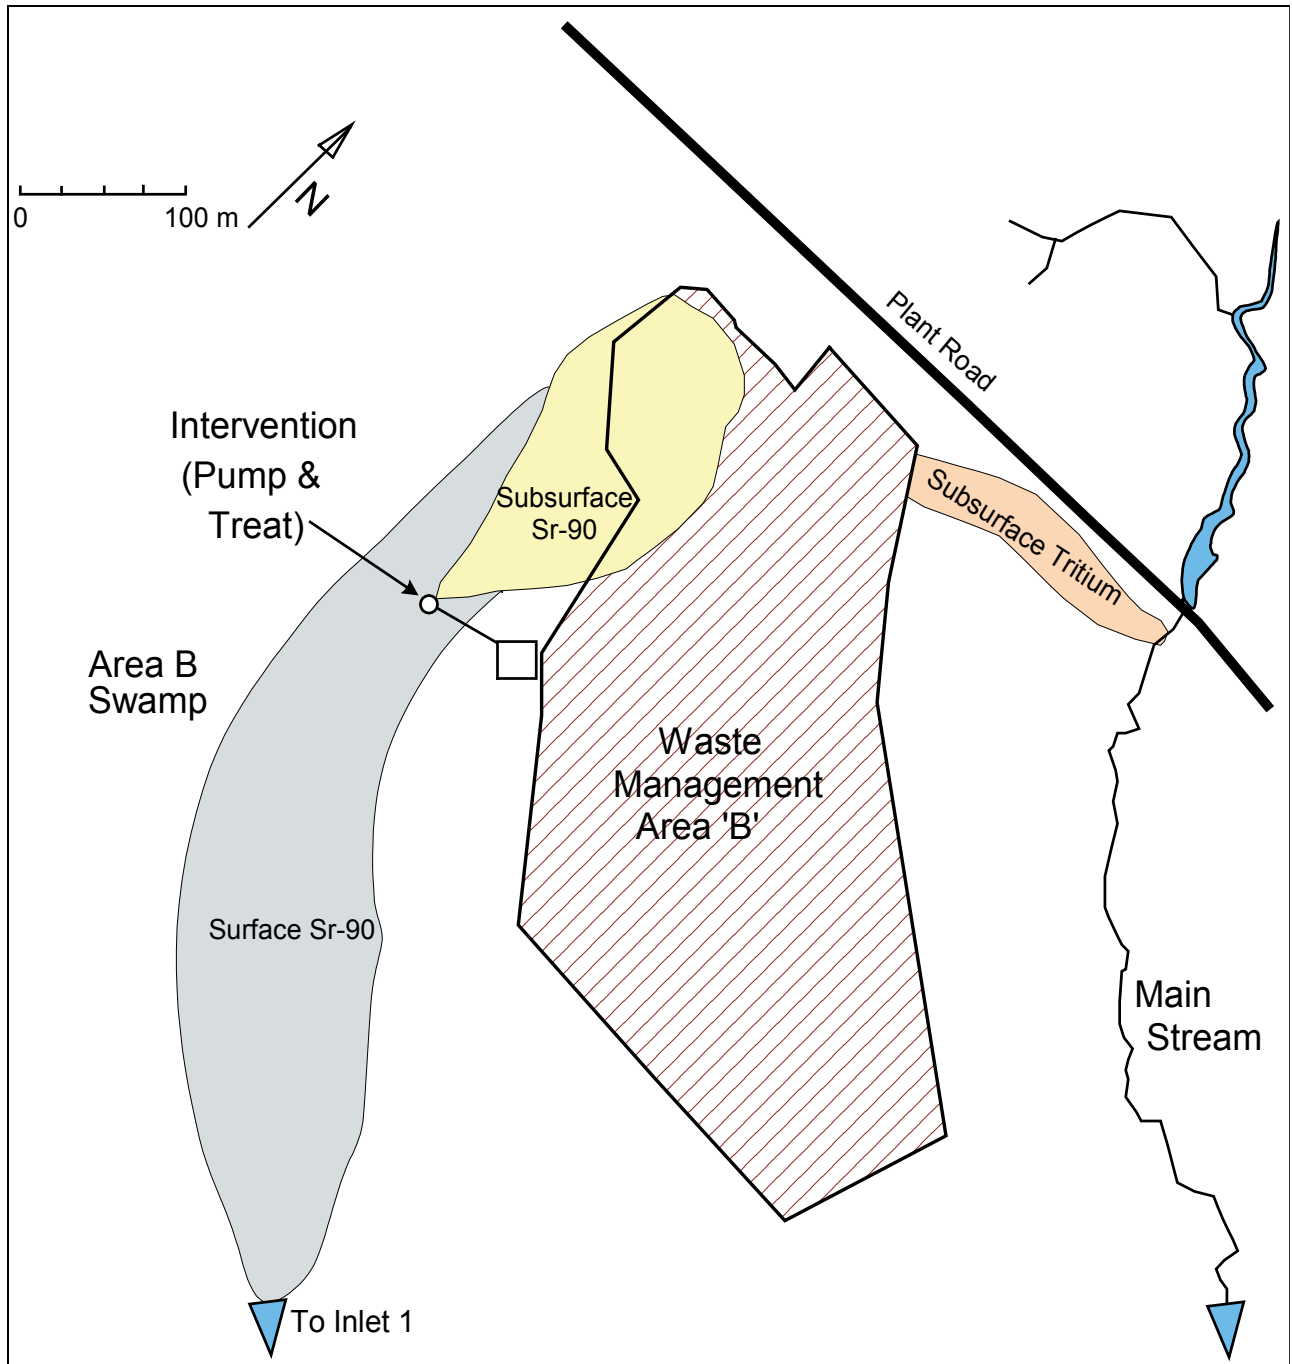 N
0
100 m
Plant Road
Intervention
(Pump &
Treat)
Subsurface
Sr-90
Subsurface Tritium
Area B
Swamp
Waste
Management
Area 'B'
Surface Sr-90
Main
Stream
To Inlet 1